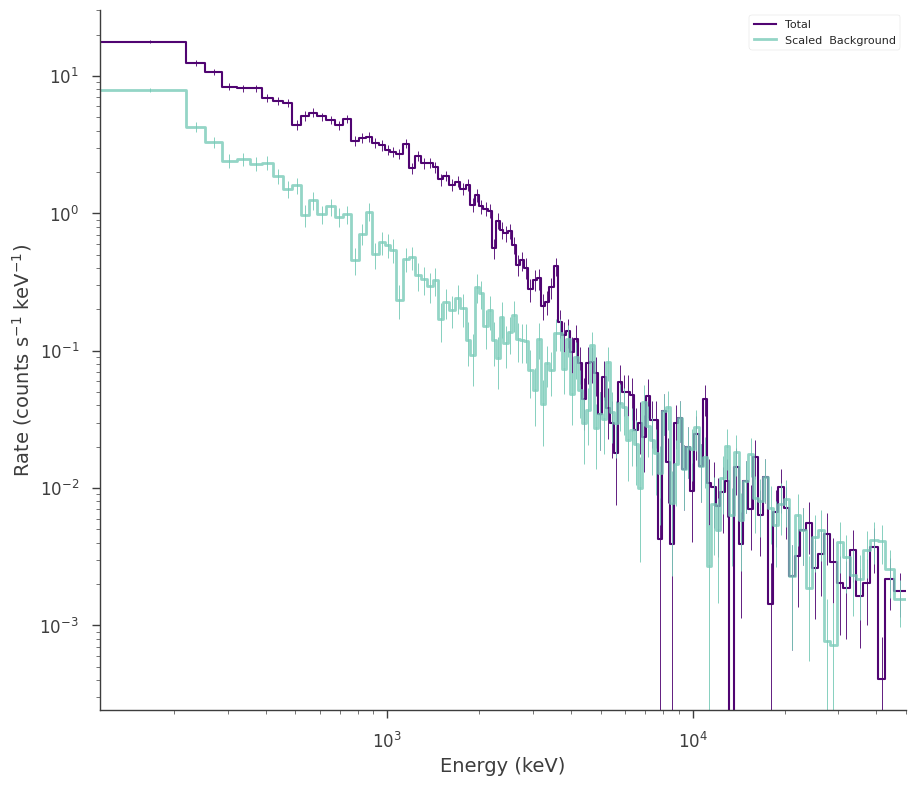 Total
Scaled  Background
10^1
10^0
10^-1
10^-2
10^-3
Rate (counts s^-1 keV^-1)
10^3
10^4
Energy (keV)